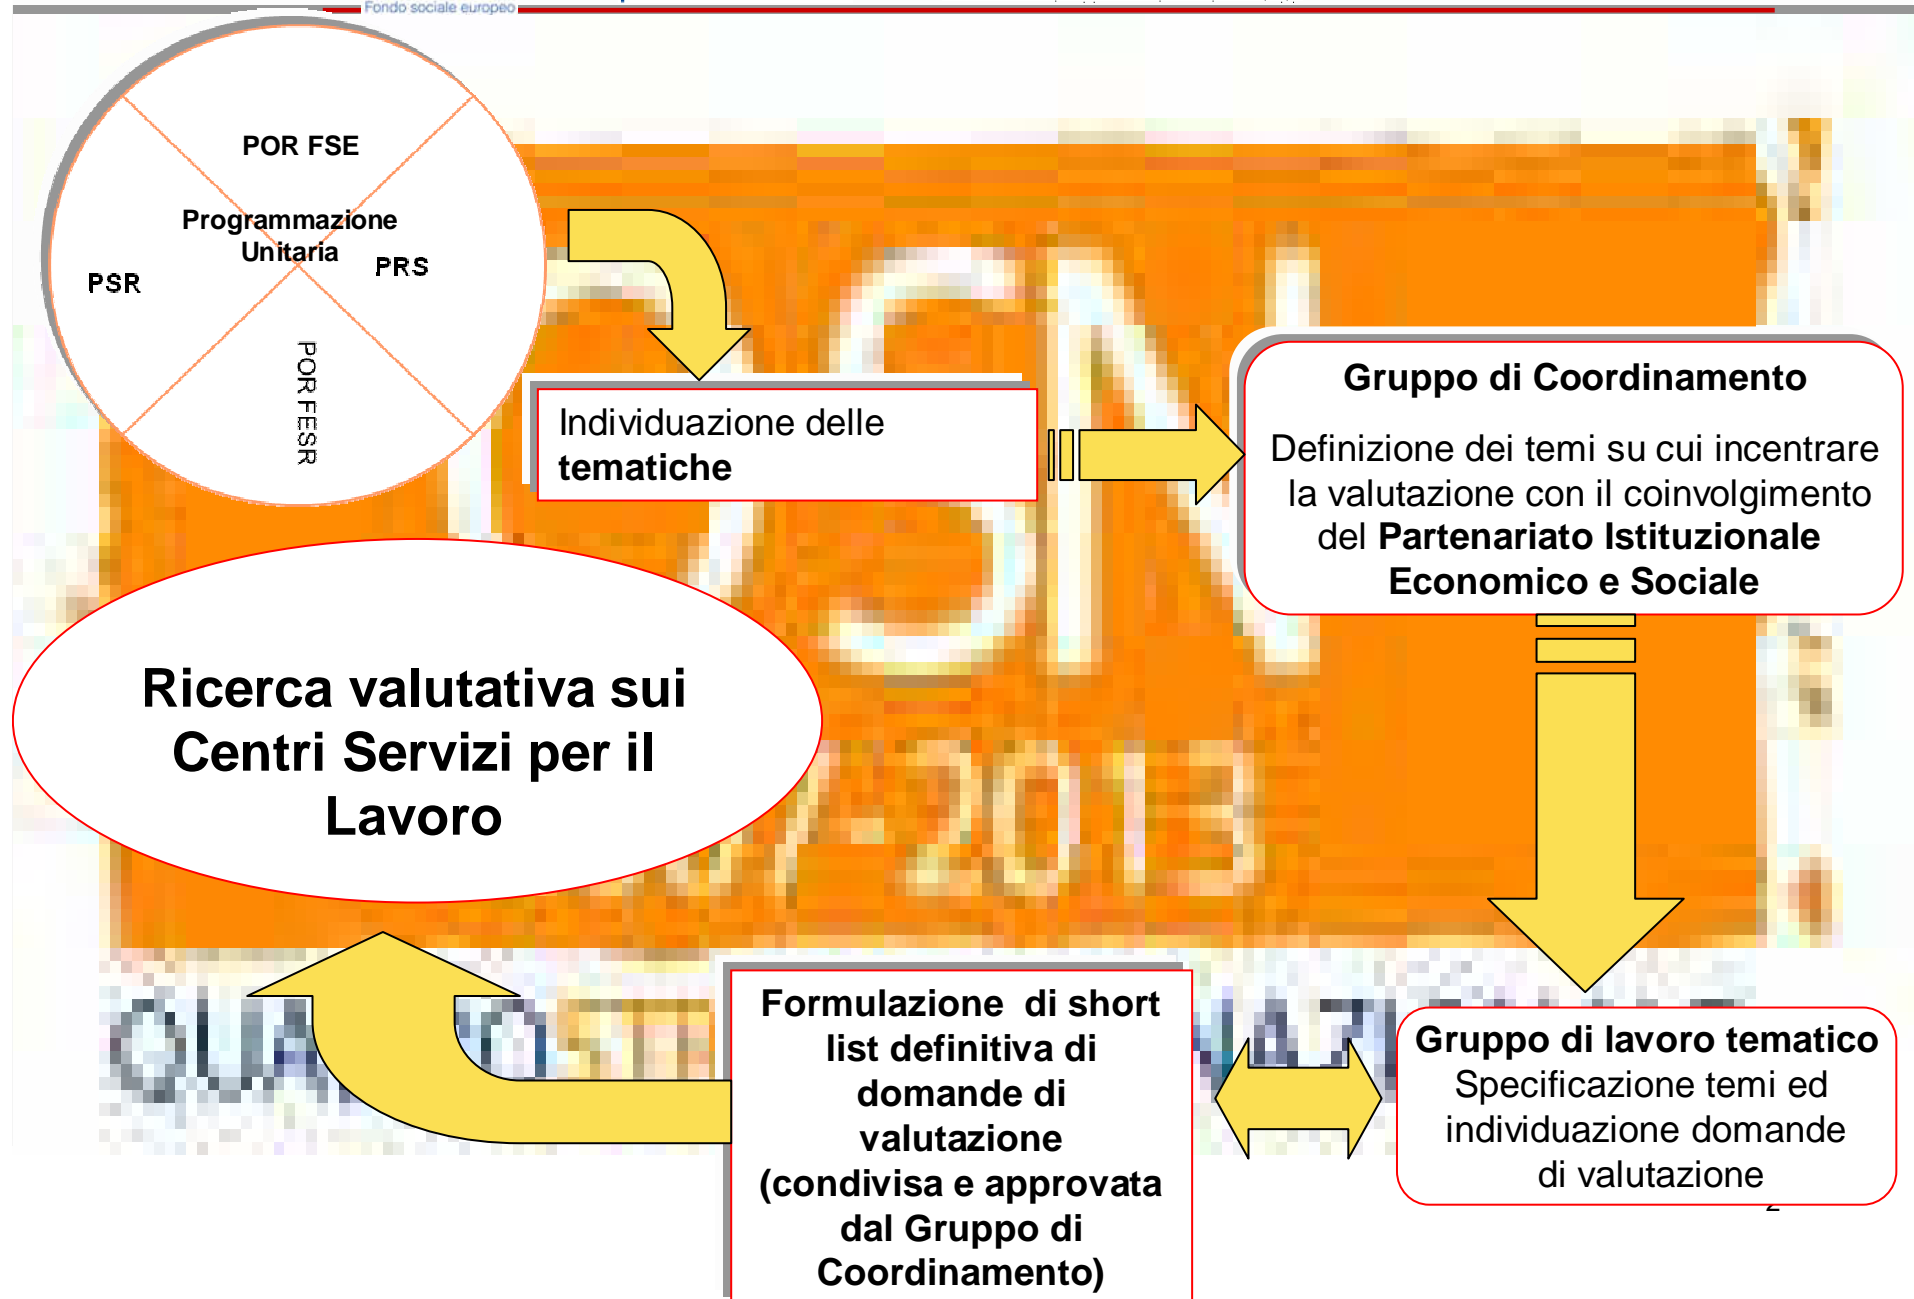 Fondo sociale europeo
POR FSE
Programmazione
Unitaria
PSR
PRS
POR FESR
Individuazione delle
tematiche
Gruppo di Coordinamento
Definizione dei temi su cui incentrare
la valutazione con il coinvolgimento
del Partenariato Istituzionale
Economico e Sociale
Ricerca valutativa sui
Centri Servizi per il
Lavoro
Formulazione di short
list definitiva di
domande di
valutazione
(condivisa e approvata
dal Gruppo di
Coordinamento)
Gruppo di lavoro tematico
Specificazione temi ed
individuazione domande
di valutazione
2